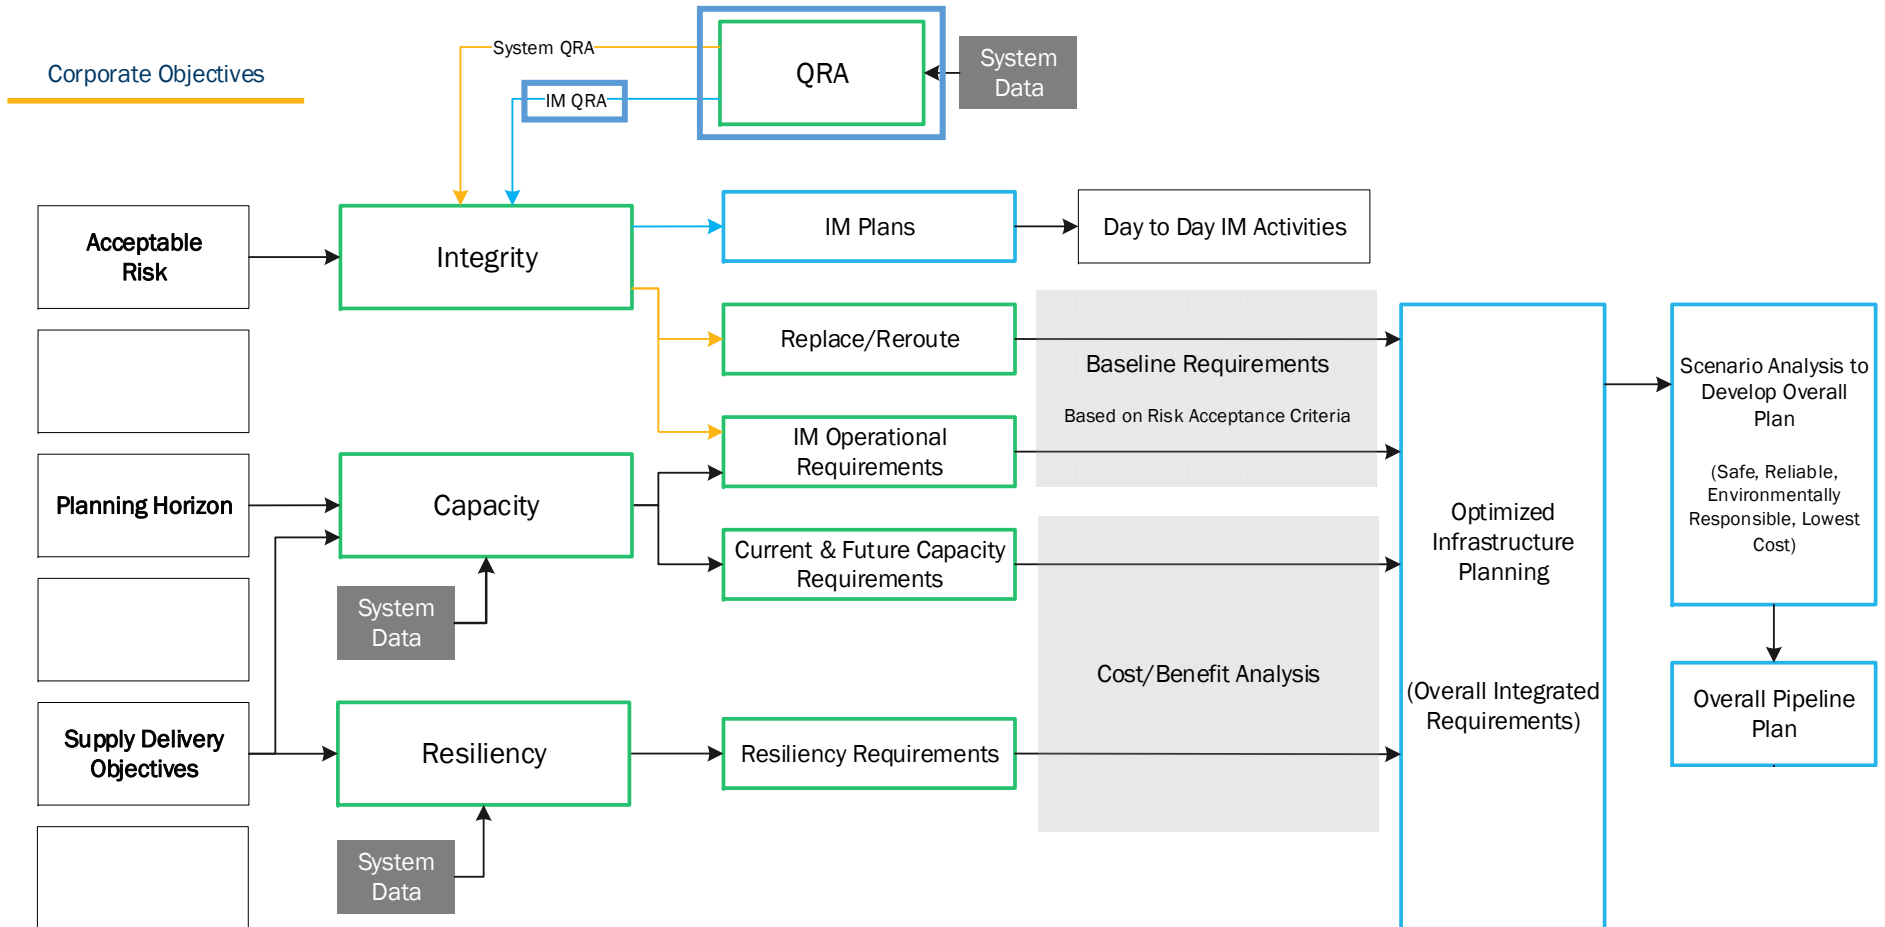 System QRA
QRA
System
Data
Corporate Objectives
IM QRA
Acceptable
Risk
Integrity
IM Plans
Day to Day IM Activities
Replace/Reroute
Baseline Requirements
Based on Risk Acceptance Criteria
Scenario Analysis to
Develop Overall
Plan
(Safe, Reliable,
Environmentally
Responsible, Lowest
Cost)
IM Operational
Requirements
Planning Horizon
Capacity
Optimized
Infrastructure
Planning
Current & Future Capacity
Requirements
System
Data
Cost/Benefit Analysis
(Overall Integrated
Requirements)
Overall Pipeline
Plan
Supply Delivery
Objectives
Resiliency
Resiliency Requirements
System
Data